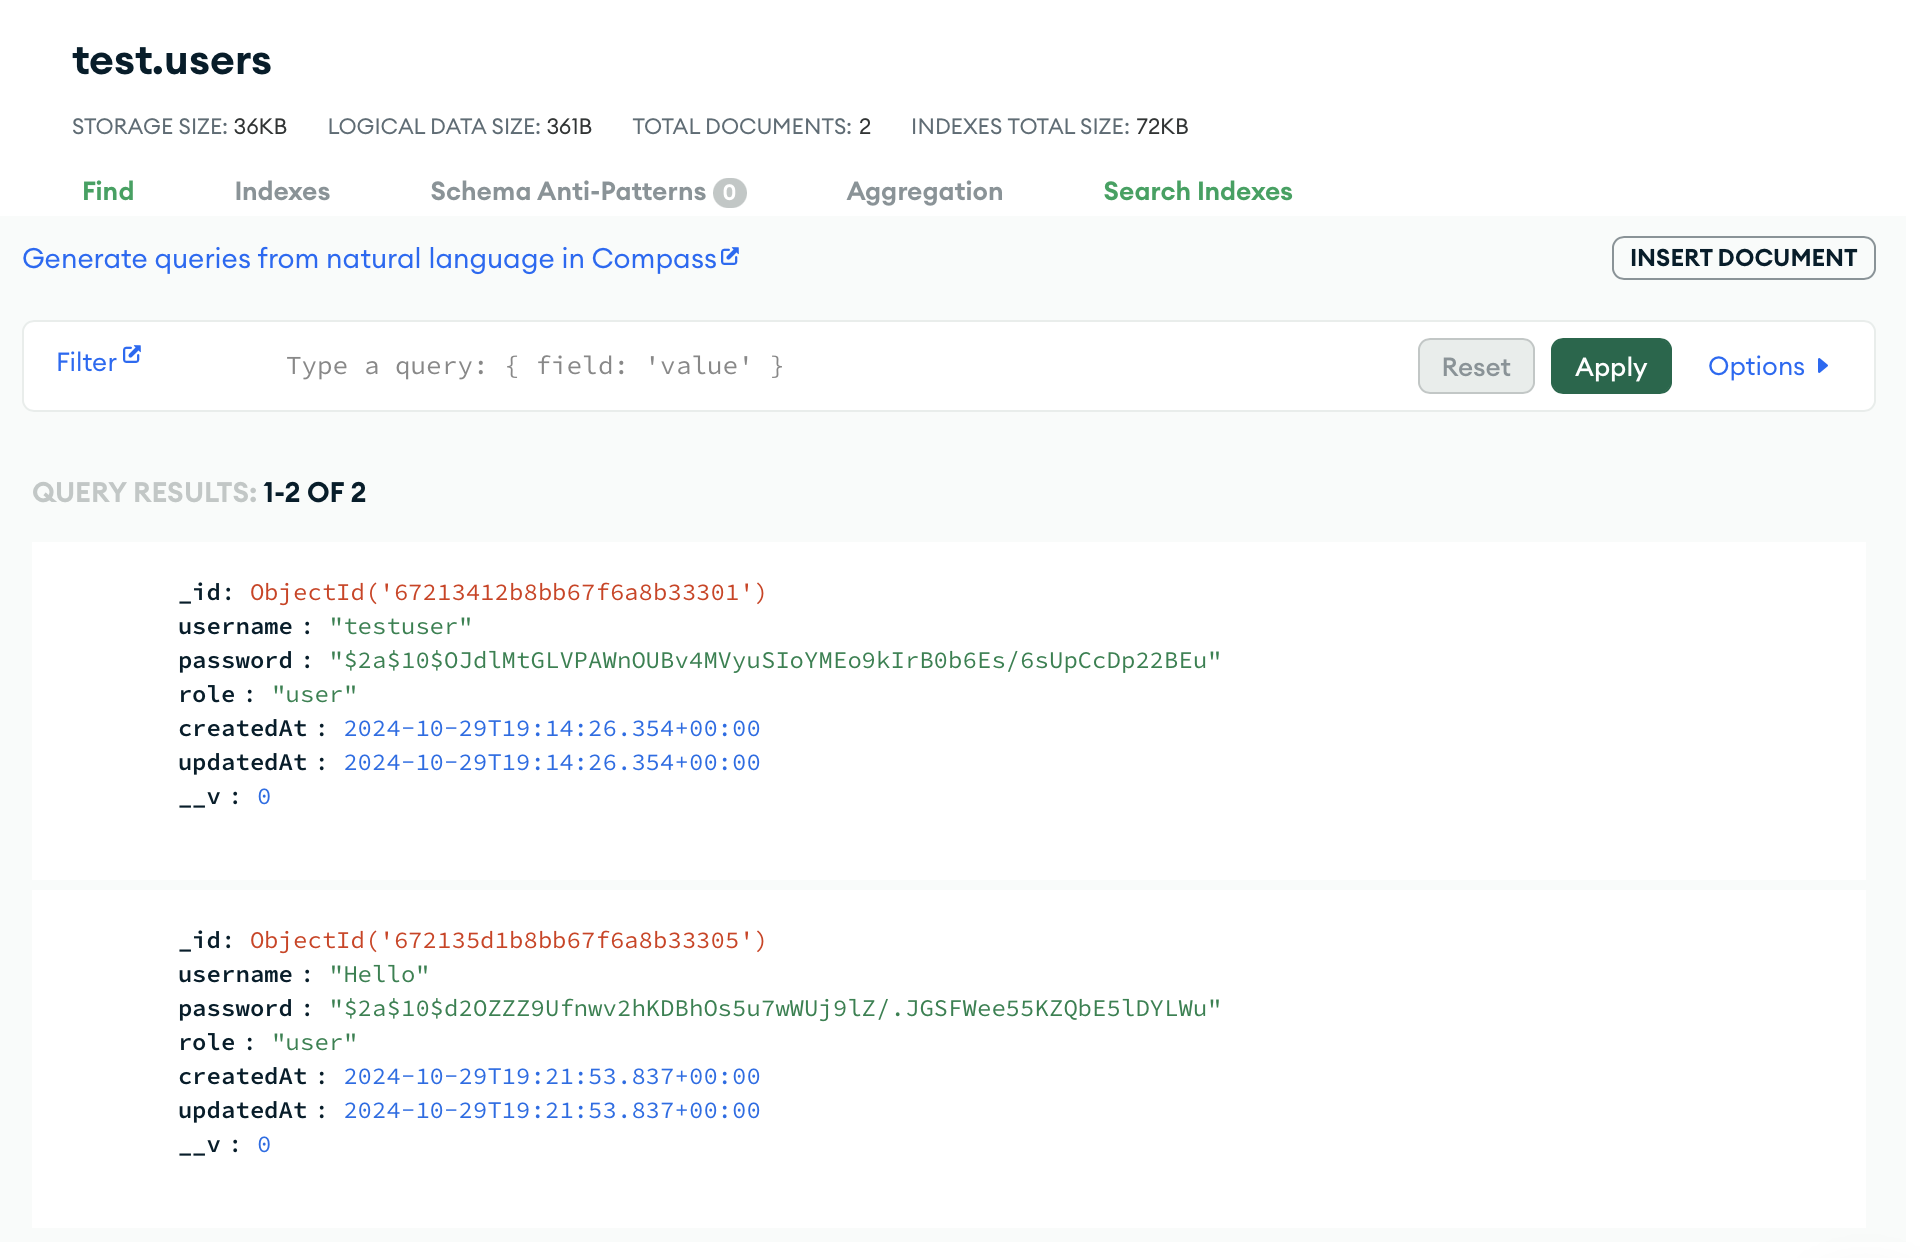 test.users
STORAGE SIZE: 36KB LOGICAL DATA SIZE: 361B TOTAL DOCUMENTS: 2 INDEXES TOTAL SIZE: 72KB
Find Indexes Schema Anti-Patterns 0 Aggregation Search Indexes
Generate queries from natural language in Compass INSERT DOCUMENT
Filter Type a query: { field: 'value' } Reset Apply Options
QUERY RESULTS: 1-2 OF 2
_id: ObjectId('67213412b8bb67f6a8b33301')
username : "testuser"
password : "$2a$10$OJdlMtGLVPAWnOUBv4MVyuSIoYMEo9kIrB0b6Es/6sUpCcDp22BEu"
role : "user"
createdAt : 2024-10-29T19:14:26.354+00:00
updatedAt : 2024-10-29T19:14:26.354+00:00
__v : 0
_id: ObjectId('672135d1b8bb67f6a8b33305')
username : "Hello"
password : "$2a$10$d2OZZZ9Ufnwv2hKDBhOs5u7wWUj9lZ/.JGSFWee55KZQbE5lDYLWu"
role : "user"
createdAt : 2024-10-29T19:21:53.837+00:00
updatedAt : 2024-10-29T19:21:53.837+00:00
__v : 0